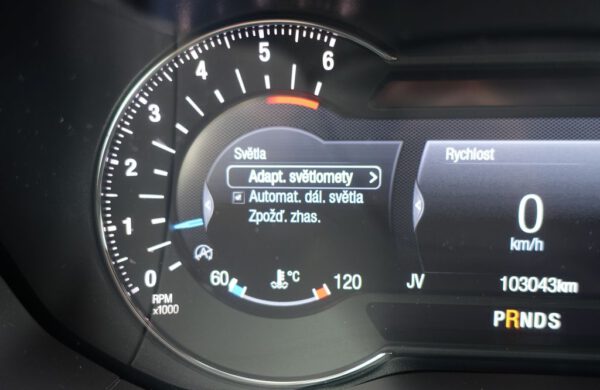 6
5
4
3
2
1
0
RPM
x1000
Světla
Adapt. světlomety
Automat. dál. světla
Zpožď. zhas.
60
°C
120
Rychlost
0
km/h
JV
103043km
PRNDS